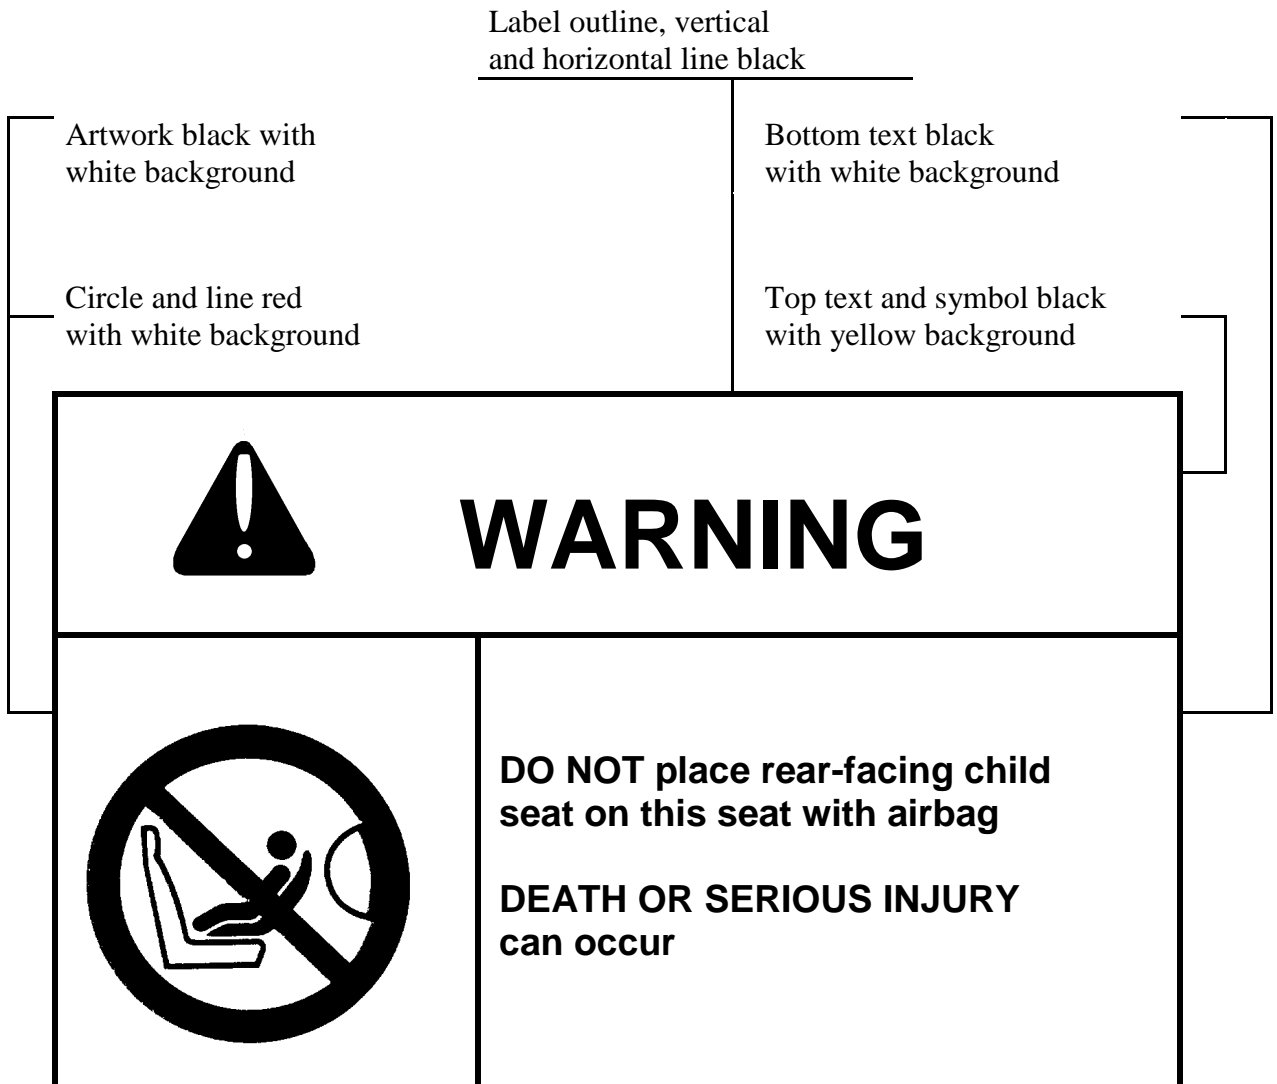 Label outline, vertical
and horizontal line black
Artwork black with
white background
Bottom text black
with white background
Circle and line red
with white background
Top text and symbol black
with yellow background
WARNING
DO NOT place rear-facing child
seat on this seat with airbag
DEATH OR SERIOUS INJURY
can occur